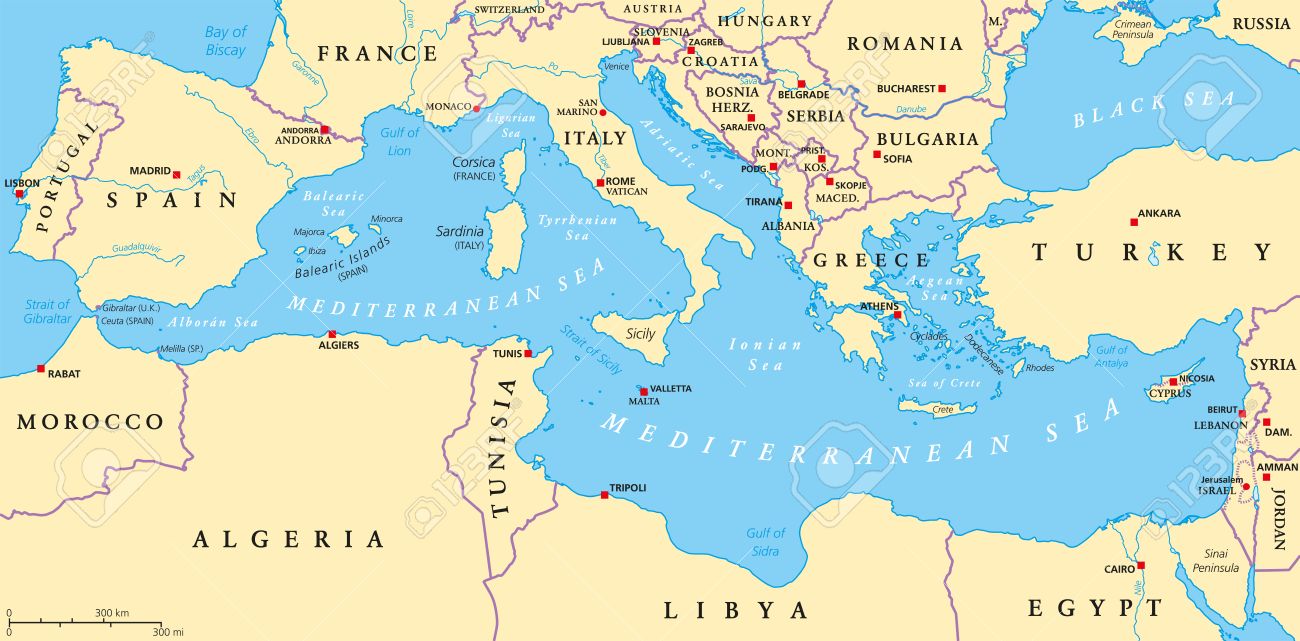 SWITZERLAND
AUSTRIA
HUNGARY
M.
Crimean
Peninsula
RUSSIA
Bay of
Biscay
FRANCE
Loire
Garonne
Po
Venice
SLOVENIA
LJUBLJANA
ZAGREB
CROATIA
Sava
ROMANIA
BUCHAREST
Danube
BELGRADE
BOSNIA
HERZ.
SARAJEVO
SERBIA
BLACK SEA
BULGARIA
SOFIA
MONACO
Ligurian
Sea
SAN
MARINO
ITALY
Adriatic Sea
ANDORRA
ANDORRA
Gulf of
Lion
Ebro
PORTUGAL
LISBON
MADRID
Tagus
SPAIN
Guadalquivir
Balearic
Sea
Majorca
Minorca
Ibiza
Balearic Islands
(SPAIN)
Corsica
(FRANCE)
Sardinia
(ITALY)
Tiber
ROME
VATICAN
Tyrrhenian
Sea
MONT.
PODG.
PRIST.
KOS.
SKOPJE
MACED.
TIRANA
ALBANIA
GREECE
ATHENS
Aegean
Sea
ANKARA
TURKEY
Strait of
Gibraltar
Gibraltar (U.K.)
Ceuta (SPAIN)
Alborán Sea
Melilla (SP.)
MEDITERRANEAN SEA
ALGIERS
TUNIS
Strait of Sicily
Sicily
Ionian
Sea
Cyclades
Dodecanese
Rhodes
Sea of Crete
Crete
Gulf of
Antalya
NICOSIA
CYPRUS
SYRIA
BEIRUT
LEBANON
DAM.
RABAT
MOROCCO
TUNISIA
VALLETTA
MALTA
MEDITERRANEAN SEA
TRIPOLI
AMMAN
Jerusalem
ISRAEL
JORDAN
ALGERIA
Gulf of
Sidra
LIBYA
CAIRO
Nile
EGYPT
Sinai
Peninsula
0
300 km
0
300 mi
123RF